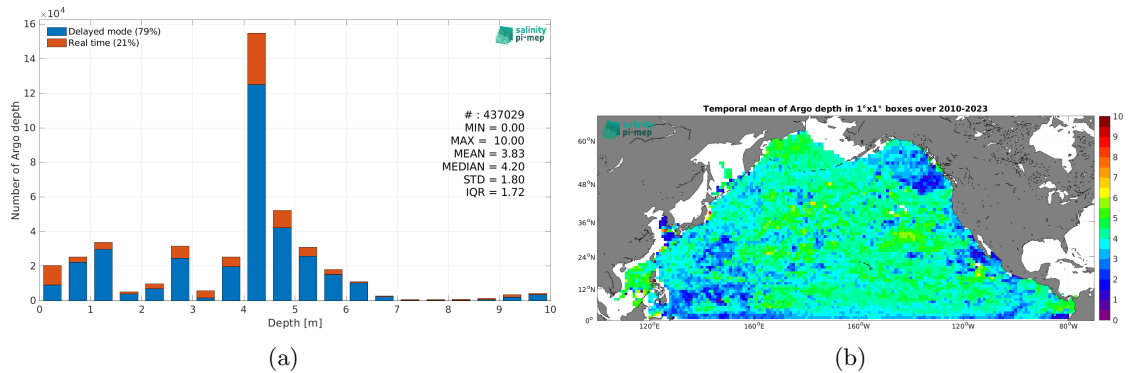 ×10⁴
16
14
12
10
8
6
4
2
0
Number of Argo depth
Delayed mode (79%)
Real time (21%)
salinity
pi-mep
# : 437029
MIN = 0.00
MAX = 10.00
MEAN = 3.83
MEDIAN = 4.20
STD = 1.80
IQR = 1.72
0 1 2 3 4 5 6 7 8 9 10
Depth [m]
(a)
Temporal mean of Argo depth in 1°x1° boxes over 2010-2023
salinity
pi-mep
60°N
48°N
36°N
24°N
12°N
0°
120°E 160°E 160°W 120°W 80°W
10
9
8
7
6
5
4
3
2
1
0
(b)